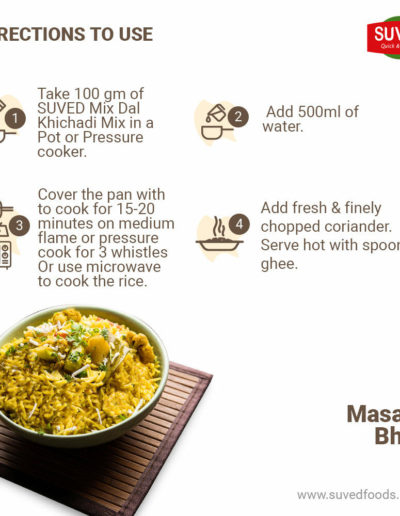 RECTIONS TO USE
SUVE
Quick &
1
Take 100 gm of
SUVED Mix Dal
Khichadi Mix in a
Pot or Pressure
cooker.
2
Add 500ml of
water.
3
Cover the pan with
to cook for 15-20
minutes on medium
flame or pressure
cook for 3 whistles
Or use microwave
to cook the rice.
4
Add fresh & finely
chopped coriander.
Serve hot with spoon
ghee.
Masa
Bh
www.suvedfoods.